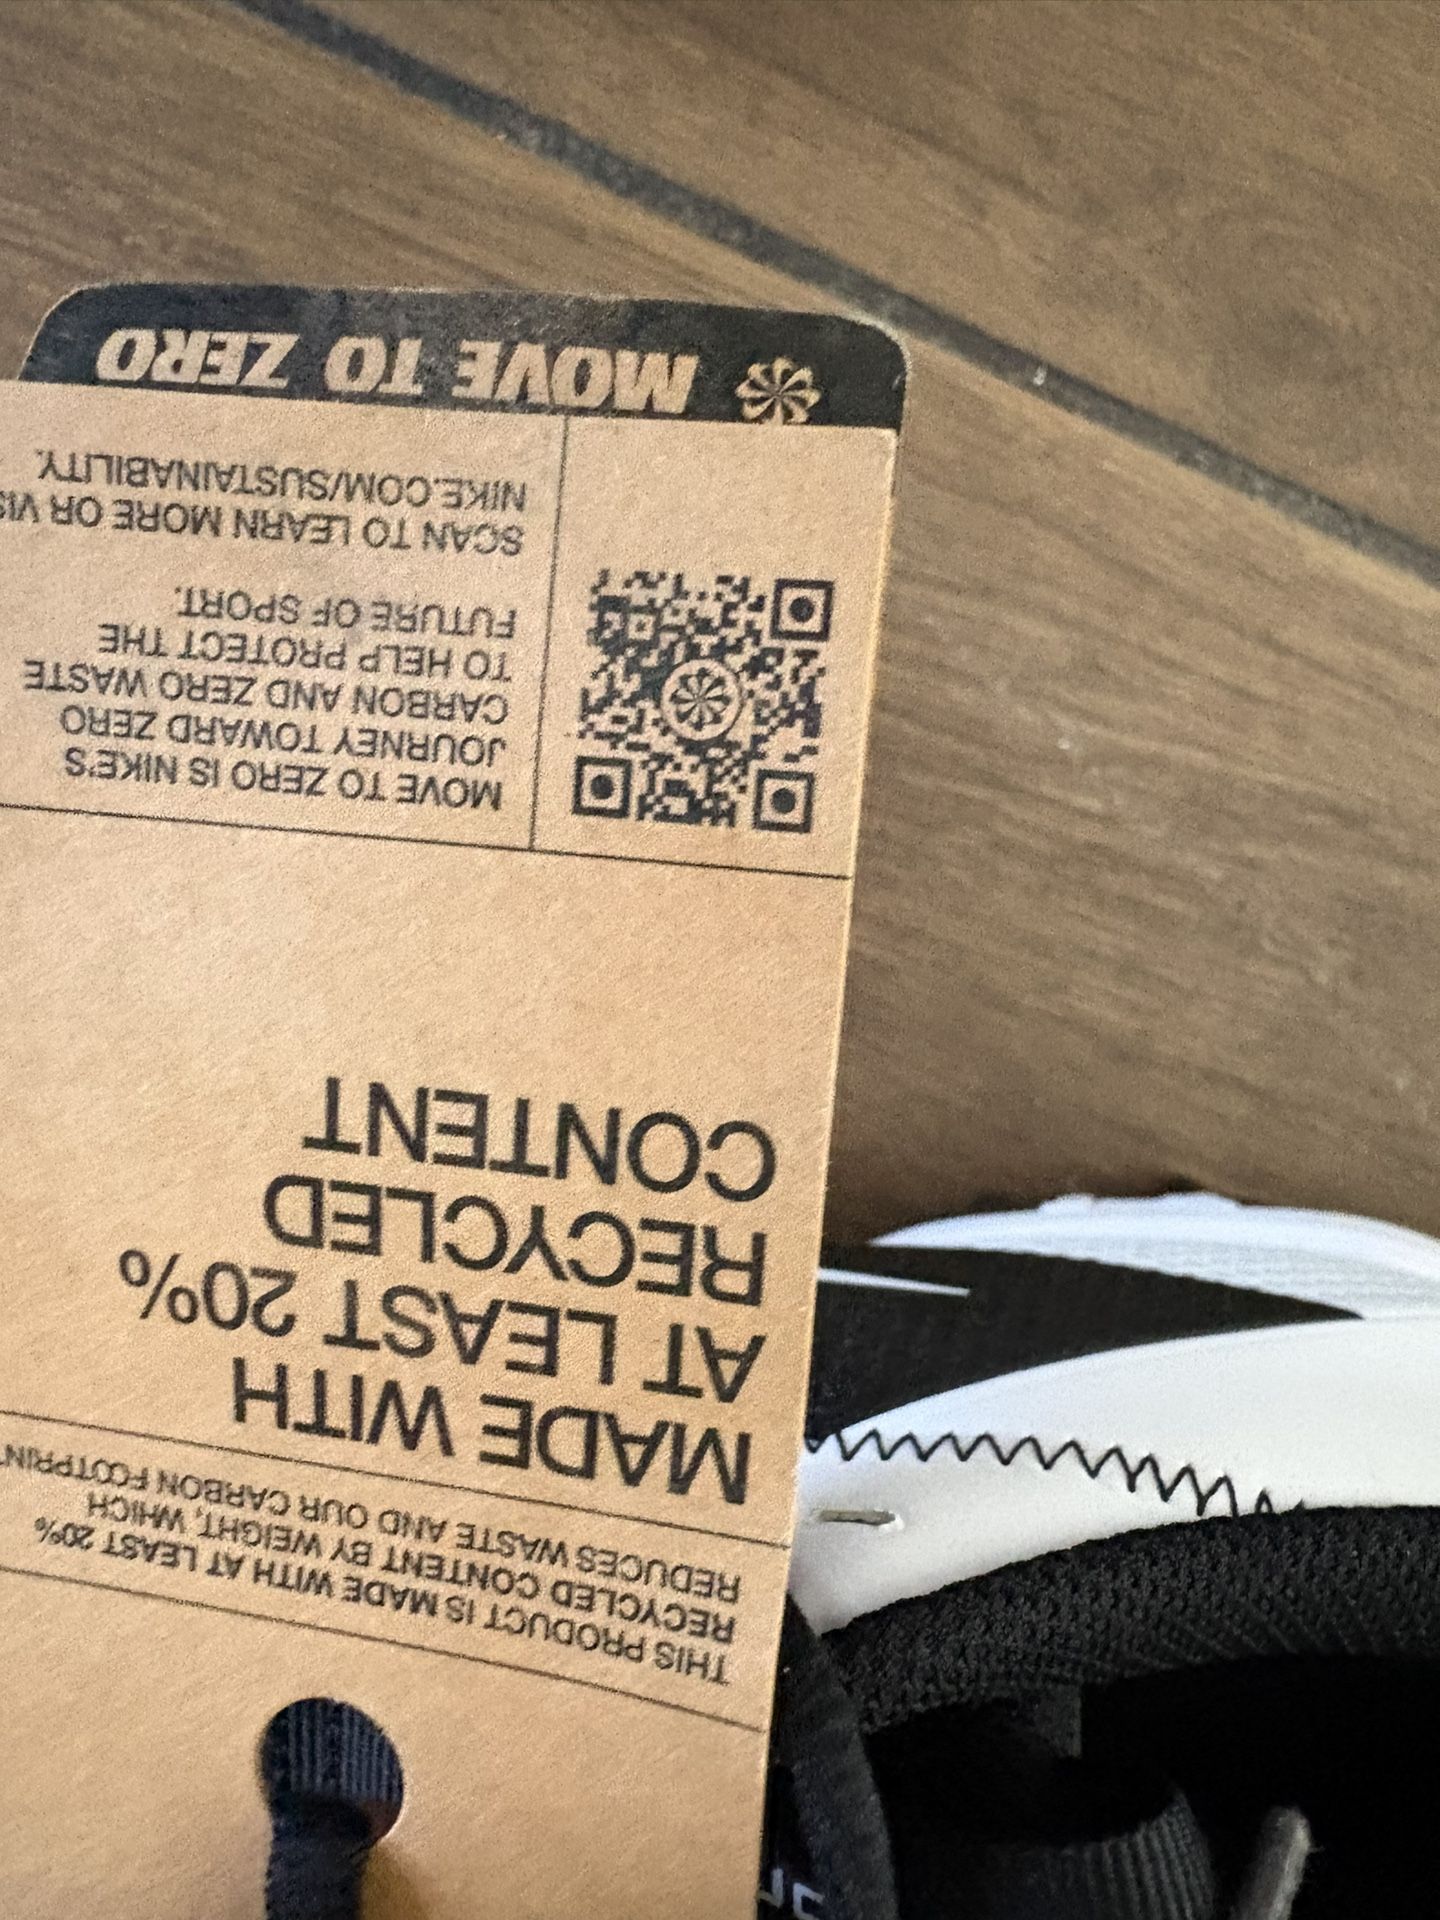 THIS PRODUCT IS MADE WITH AT LEAST 20%
RECYCLED CONTENT BY WEIGHT, WHICH
REDUCES WASTE AND OUR CARBON FOOTPRINT
MADE WITH
AT LEAST 20%
RECYCLED
CONTENT
MOVE TO ZERO IS NIKE'S
JOURNEY TOWARD ZERO
CARBON AND ZERO WASTE
TO HELP PROTECT THE
FUTURE OF SPORT.
SCAN TO LEARN MORE OR
NIKE.COM/SUSTAINABILITY.
MOVE TO ZERO